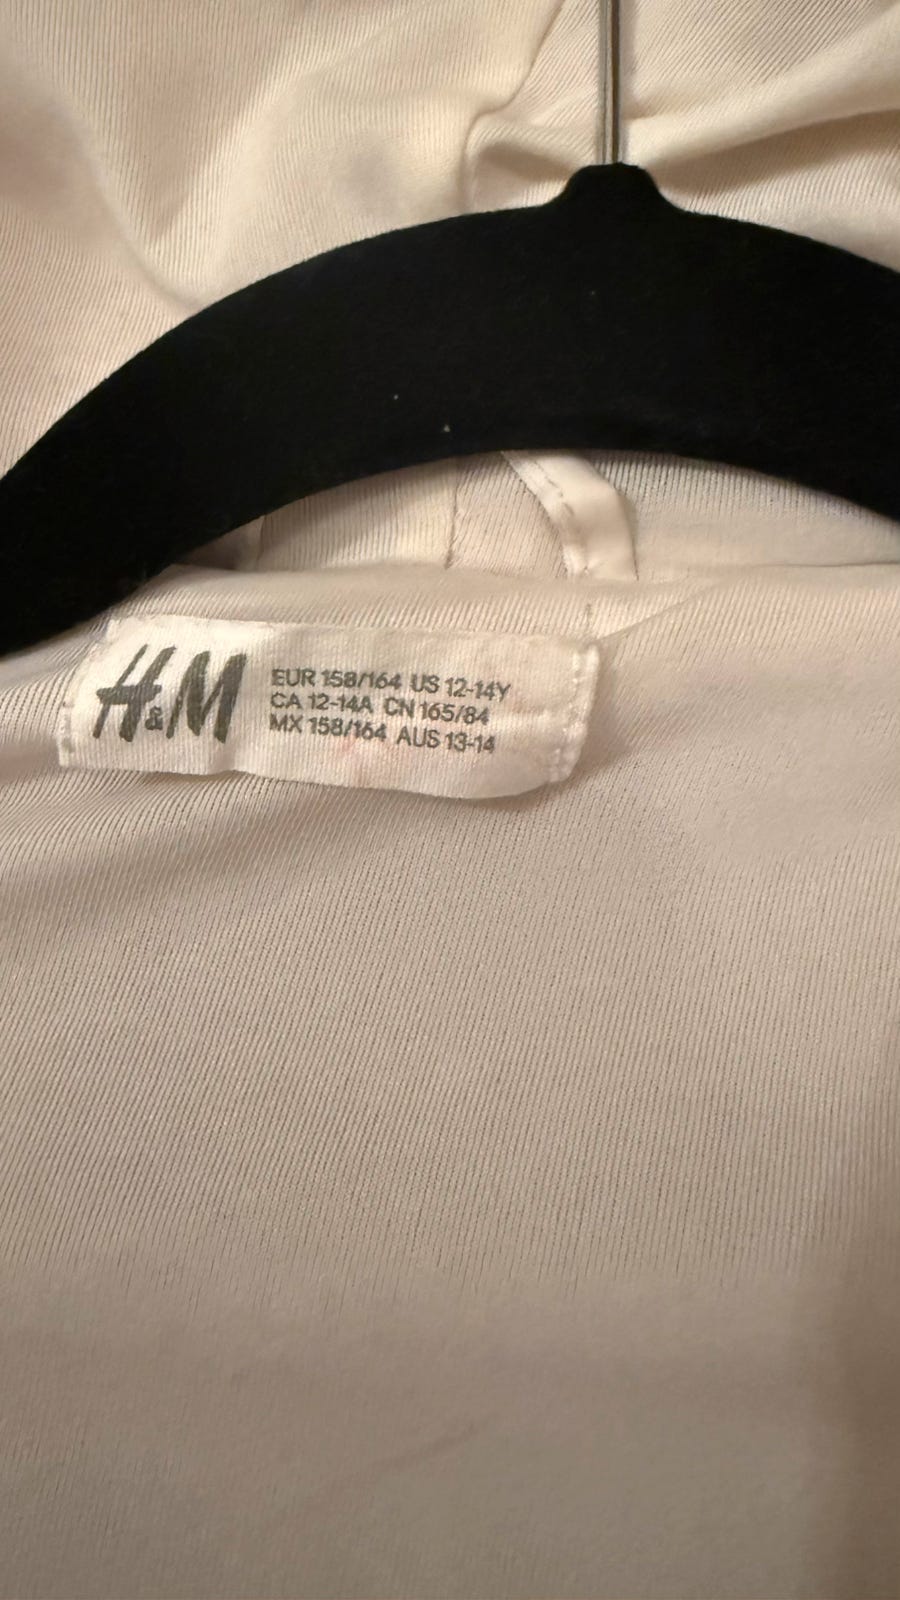 H&M
EUR 158/164 US 12-14Y
CA 12-14A CN 165/84
MX 158/164 AUS 13-14